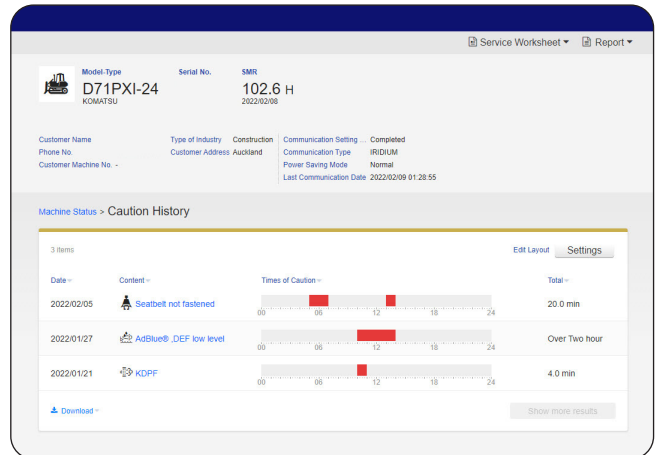 Service Worksheet Report
Model-Type Serial No. SMR
D71PXI-24 102.6 H
KOMATSU 2022/02/08
Customer Name Type of Industry Construction Communication Setting ... Completed
Phone No. Customer Address Auckland Communication Type IRIDIUM
Customer Machine No. - Power Saving Mode Normal
Last Communication Date 2022/02/09 01:28:55
Machine Status > Caution History
3 Items Edit Layout Settings
Date Content Times of Caution Total
2022/02/05 Seatbelt not fastened 20.0 min
00 06 12 18 24
2022/01/27 AdBlue® ,DEF low level Over Two hour
00 06 12 18 24
2022/01/21 KDPF 4.0 min
00 06 12 18 24
Download Show more results